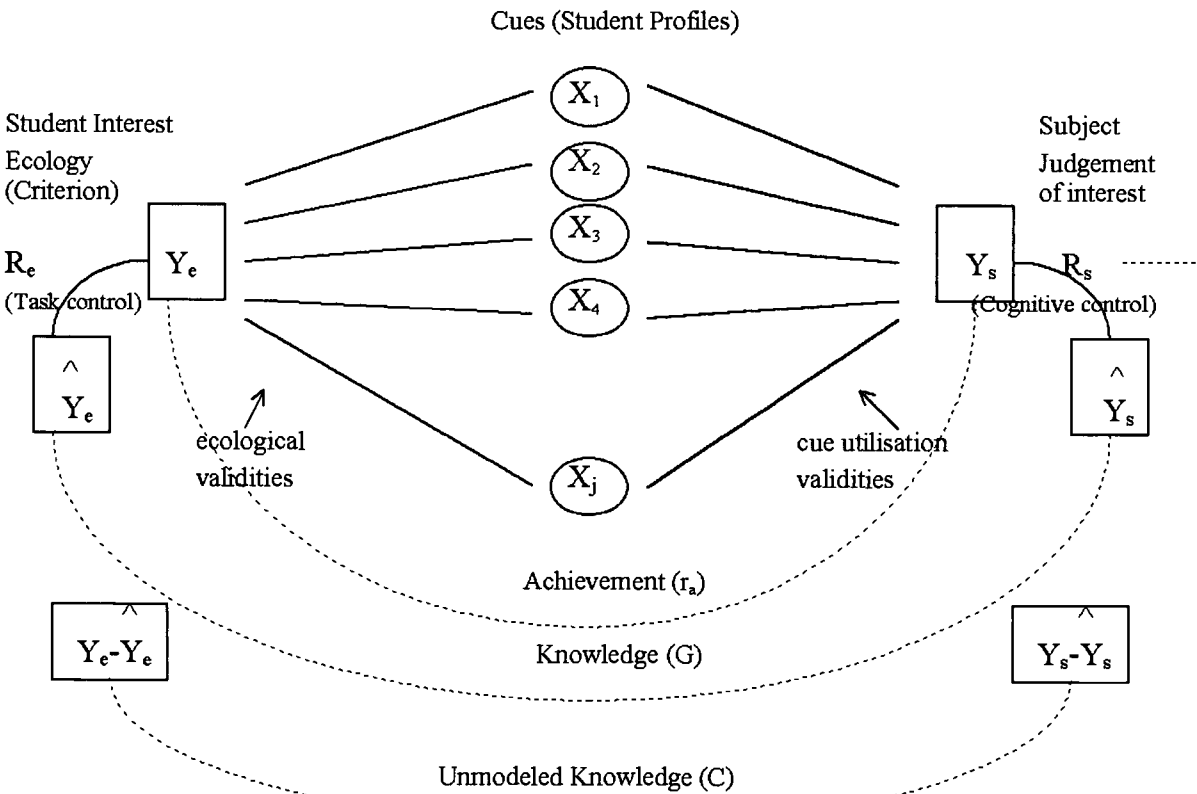 Cues (Student Profiles)
X₁
Student Interest
Subject
Ecology
(Criterion)
X₂
Judgement
of interest
X₃
Rₑ
Yₑ
Yₛ
Rₛ
(Task control)
X₄
(Cognitive control)
^
Yₑ
^
Yₛ
ecological
validities
cue utilisation
validities
Xⱼ
Achievement (rₐ)
^
Yₑ-Yₑ
Knowledge (G)
^
Yₛ-Yₛ
Unmodeled Knowledge (C)